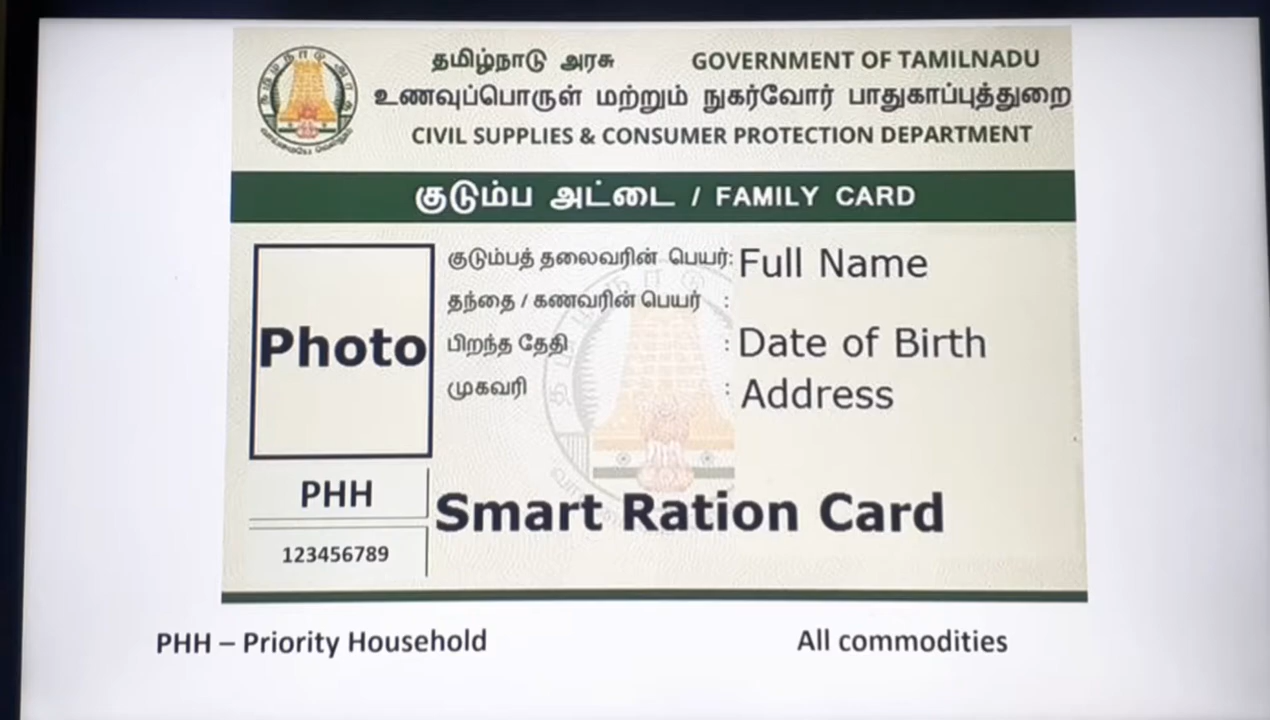 தமிழ்நாடு அரசு GOVERNMENT OF TAMILNADU
உணவுப்பொருள் மற்றும் நுகர்வோர் பாதுகாப்புத்துறை
CIVIL SUPPLIES & CONSUMER PROTECTION DEPARTMENT
குடும்ப அட்டை / FAMILY CARD
குடும்பத் தலைவரின் பெயர்: Full Name
தந்தை / கணவரின் பெயர் :
Photo
பிறந்த தேதி : Date of Birth
முகவரி : Address
PHH
Smart Ration Card
123456789
PHH – Priority Household All commodities